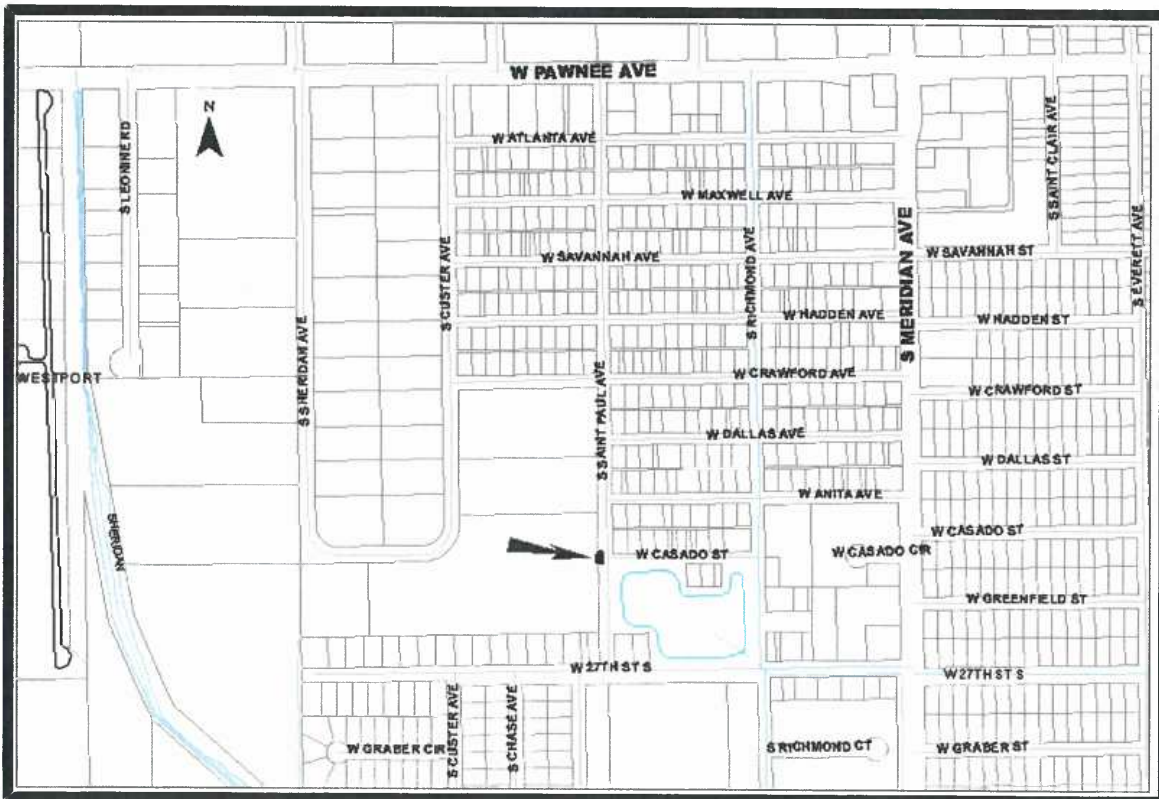 W PAWNEE AVE
N
W ATLANTA AVE
S LEONINE RD
S SAINT CLAIR AVE
W MAXWELL AVE
S EVERETT AVE
S MERIDIAN AVE
W SAVANNAH AVE
W SAVANNAH ST
S CUSTER AVE
S RICHMOND AVE
W HADDEN AVE
W HADDEN ST
S SHERIDAN AVE
WESTPORT
W CRAWFORD AVE
W CRAWFORD ST
S SAINT PAUL AVE
W DALLAS AVE
W DALLAS ST
W ANITA AVE
SHERIDAN
W CASADO ST
W CASADO CIR
W CASADO ST
W GREENFIELD ST
W 27TH ST S
W 27TH ST S
W GRABER CIR
S CUSTER AVE
S CHASE AVE
S RICHMOND CT
W GRABER ST